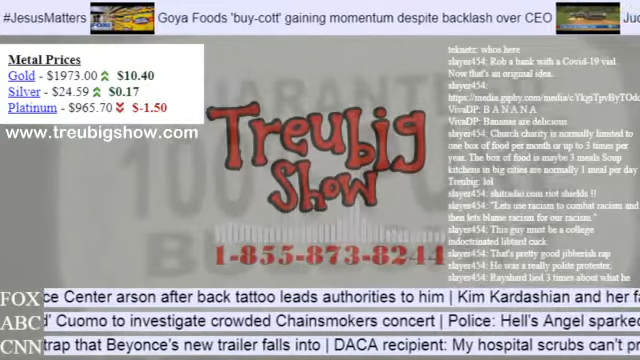 #JesusMatters
Goya Foods 'buy-cott' gaining momentum despite backlash over CEO
Metal Prices
Gold - $1973.00 $10.40
Silver - $24.59 $0.17
Platinum - $965.70 $-1.50
www.treubigshow.com
Treubig
Show
1-855-873-8244
teknetz: whos here
slayer454: Rob a bank with a Covid-19 vial.
Now that's an original idea.
slayer454:
VivaDP: B A N A N A
VivaDP: Bananas are delicious
slayer454: Church charity is normally limited to
one box of food per month or up to 3 times per
year. The box of food is maybe 3 meals Soup
kitchens in big cities are normally 1 meal per day
Treubig: lol
slayer454: shitradio.com riot shields !!
slayer454: "Lets use racism to combat racism and
then lets blame racism for our racism."
slayer454: This guy must be a college
indoctrinated libtard cuck.
slayer454: That's pretty good jibberish rap
slayer454: He was a really polite protester.
slayer454: Rayshard lied 3 times about what he
FOX ce Center arson after back tattoo leads authorities to him | Kim Kardashian and her fa
ABC d' Cuomo to investigate crowded Chainsmokers concert | Police: Hell's Angel sparked
CNN trap that Beyonce's new trailer falls into | DACA recipient: My hospital scrubs can't pr